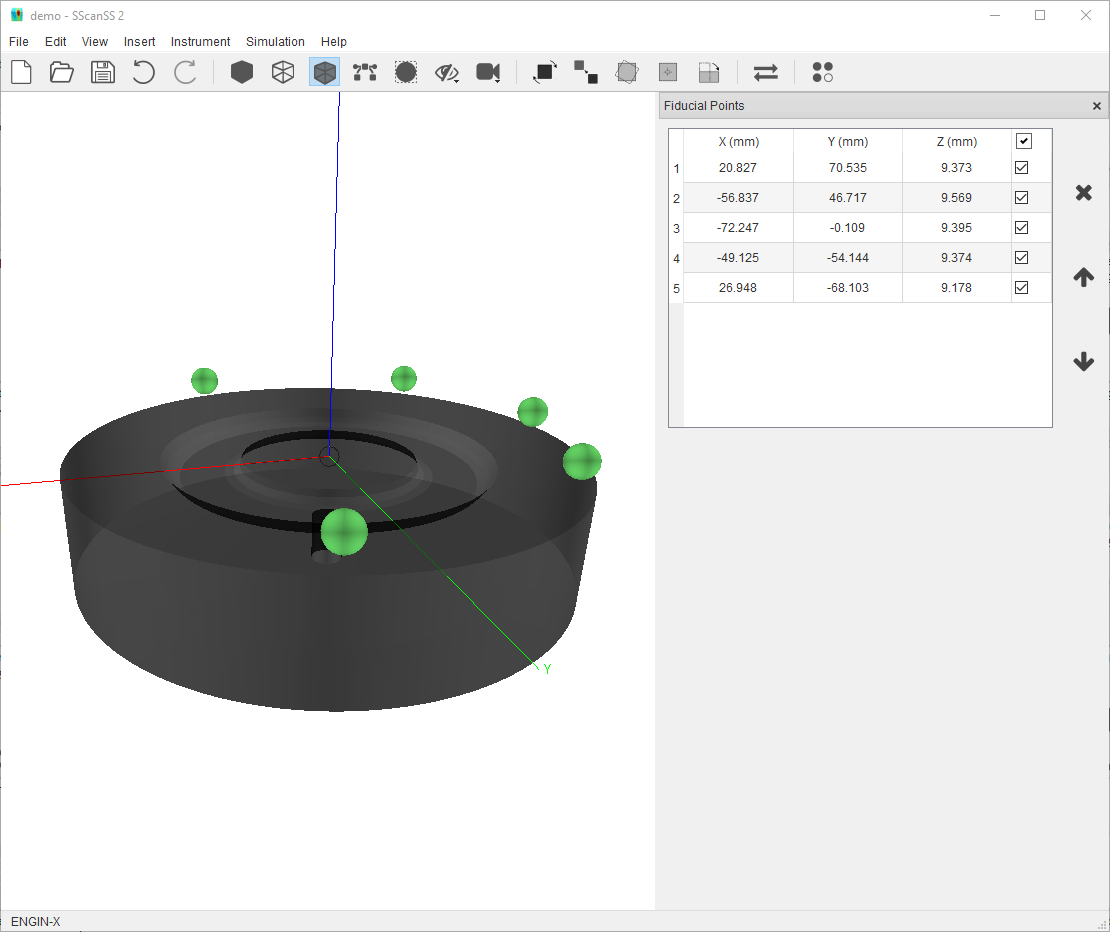 demo - SScanSS 2
File Edit View Insert Instrument Simulation Help
Fiducial Points
X (mm) Y (mm) Z (mm)
1 20.827 70.535 9.373
2 -56.837 46.717 9.569
3 -72.247 -0.109 9.395
4 -49.125 -54.144 9.374
5 26.948 -68.103 9.178
Y
ENGIN-X